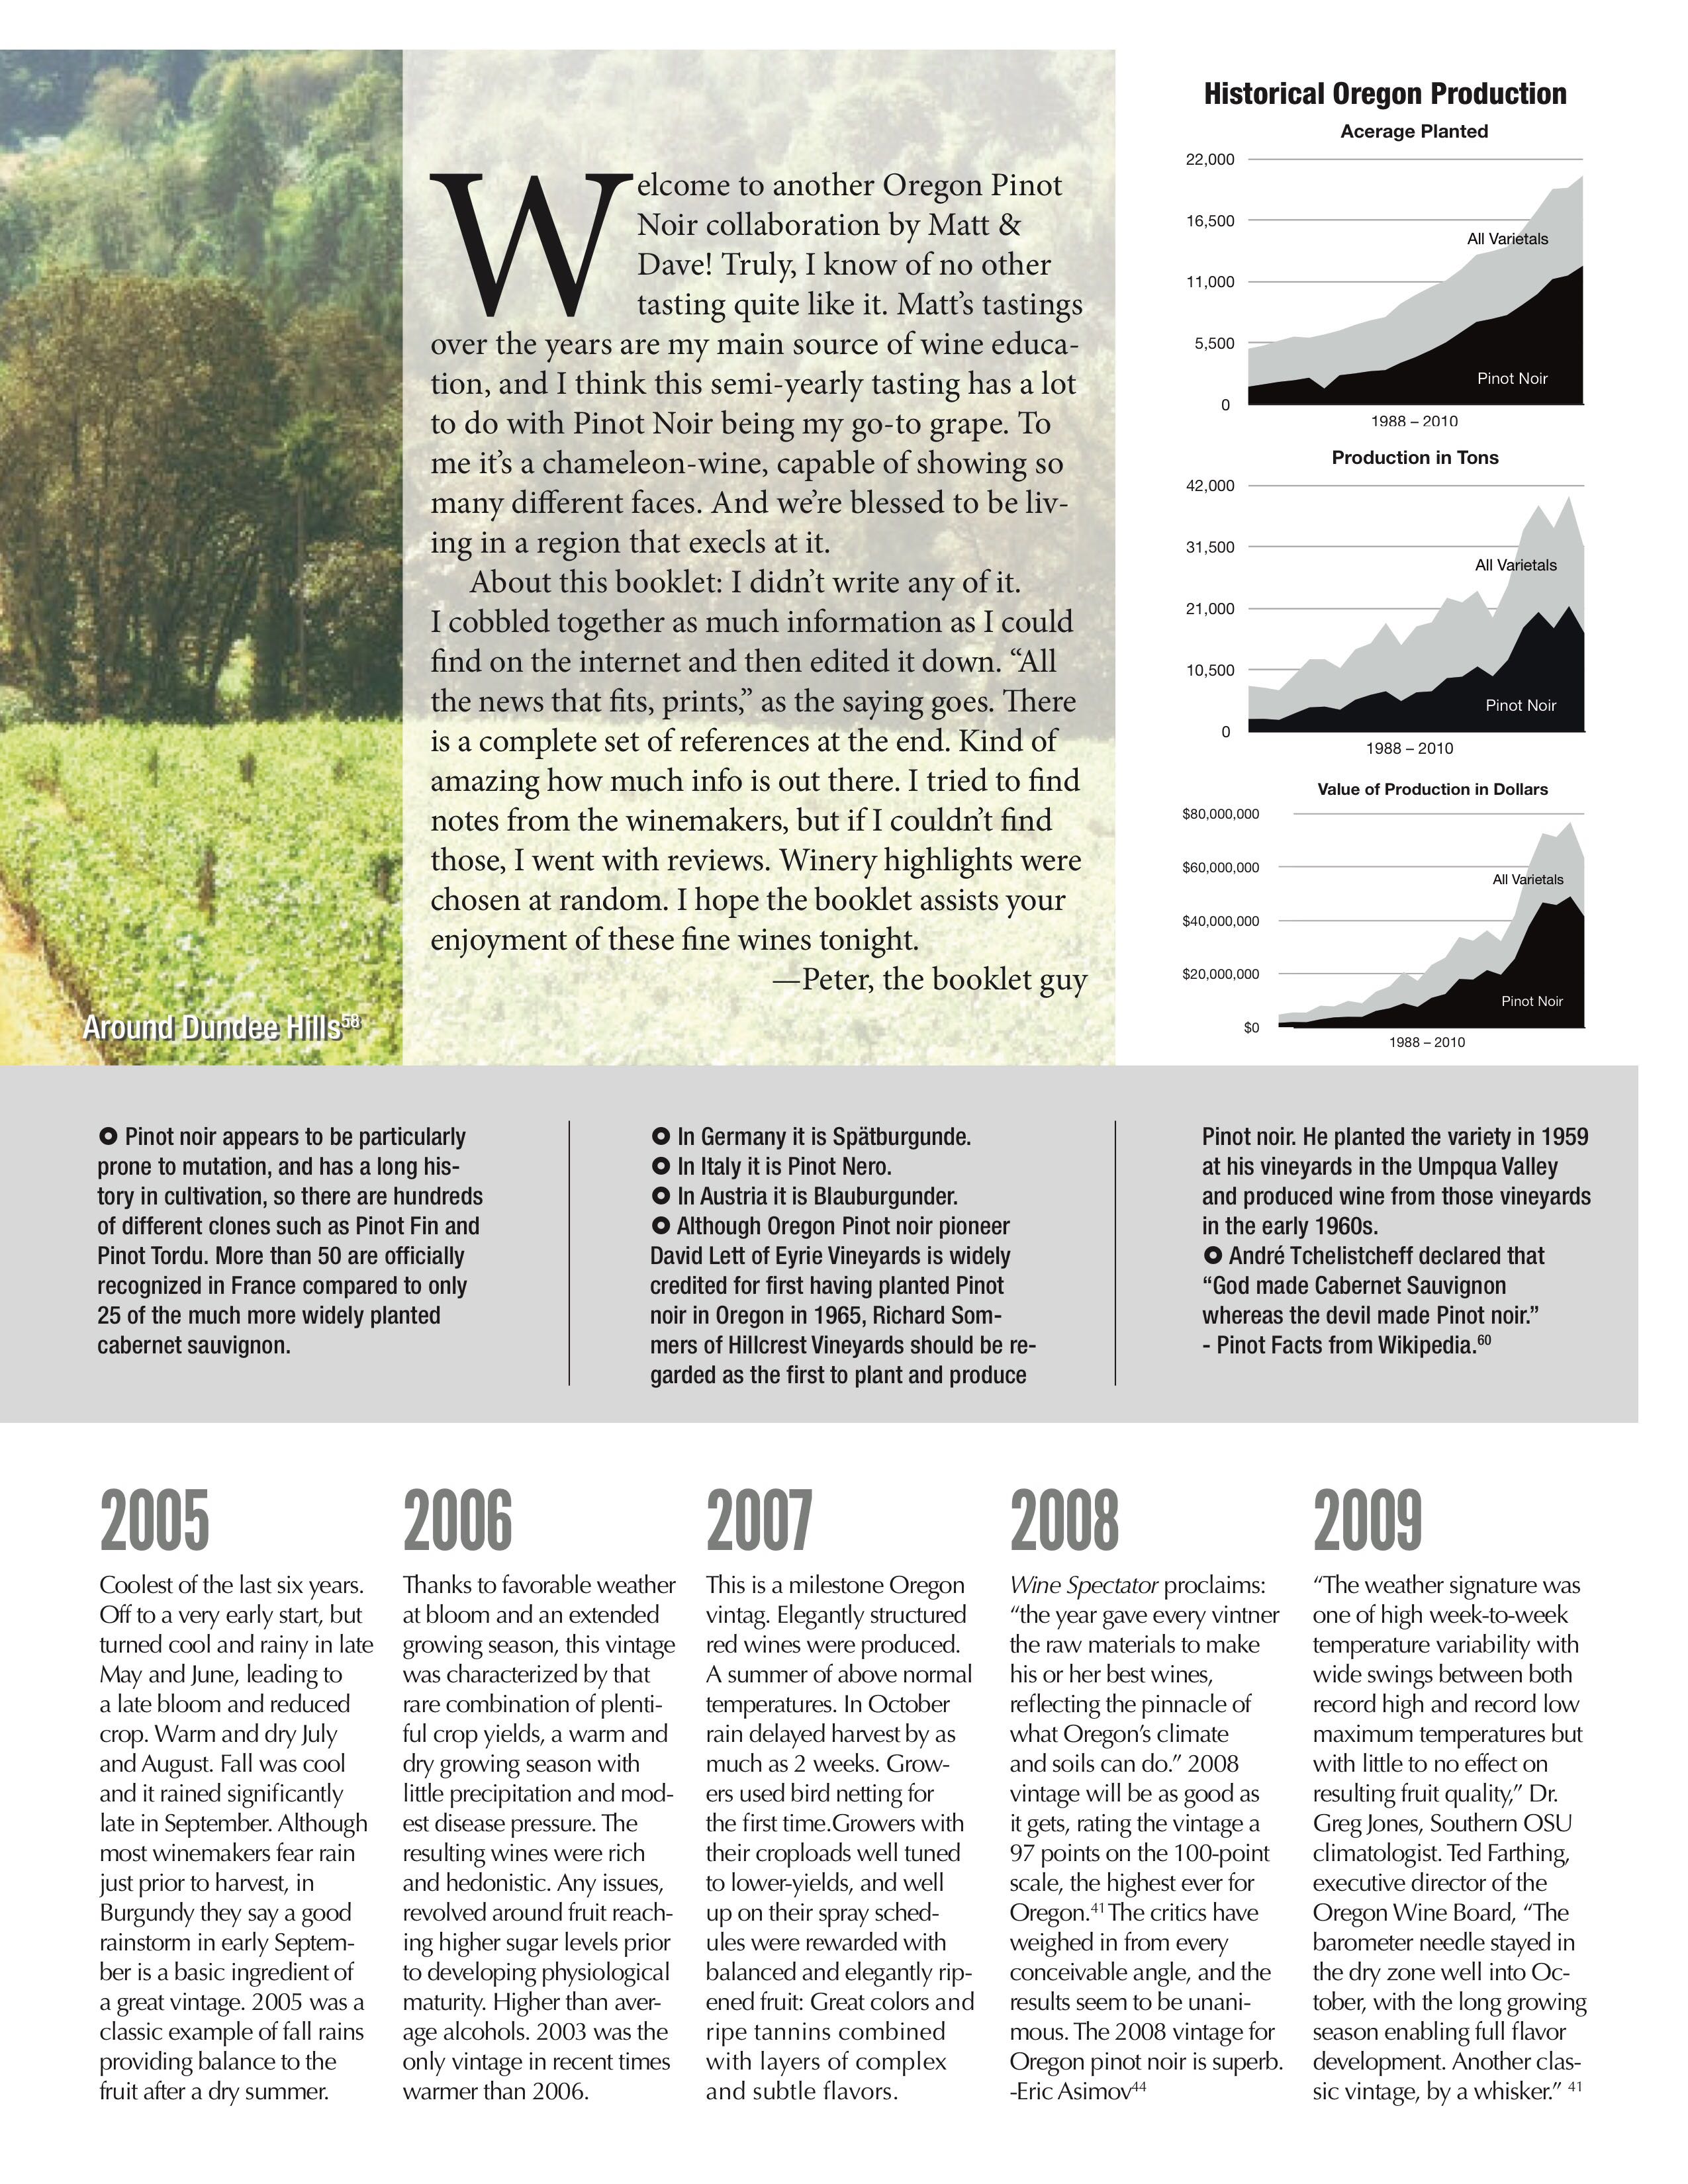 Welcome to another Oregon Pinot
Noir collaboration by Matt &
Dave! Truly, I know of no other
tasting quite like it. Matt’s tastings
over the years are my main source of wine educa-
tion, and I think this semi-yearly tasting has a lot
to do with Pinot Noir being my go-to grape. To
me it’s a chameleon-wine, capable of showing so
many different faces. And we’re blessed to be liv-
ing in a region that execls at it.
About this booklet: I didn’t write any of it.
I cobbled together as much information as I could
find on the internet and then edited it down. “All
the news that fits, prints,” as the saying goes. There
is a complete set of references at the end. Kind of
amazing how much info is out there. I tried to find
notes from the winemakers, but if I couldn’t find
those, I went with reviews. Winery highlights were
chosen at random. I hope the booklet assists your
enjoyment of these fine wines tonight.
—Peter, the booklet guy
Around Dundee Hills58
Historical Oregon Production
Acerage Planted
22,000
16,500
All Varietals
11,000
5,500
Pinot Noir
0
1988 – 2010
Production in Tons
42,000
31,500
All Varietals
21,000
10,500
Pinot Noir
0
1988 – 2010
Value of Production in Dollars
$80,000,000
$60,000,000
All Varietals
$40,000,000
$20,000,000
Pinot Noir
$0
1988 – 2010
Pinot noir appears to be particularly
prone to mutation, and has a long his-
tory in cultivation, so there are hundreds
of different clones such as Pinot Fin and
Pinot Tordu. More than 50 are officially
recognized in France compared to only
25 of the much more widely planted
cabernet sauvignon.
In Germany it is Spätburgunde.
In Italy it is Pinot Nero.
In Austria it is Blauburgunder.
Although Oregon Pinot noir pioneer
David Lett of Eyrie Vineyards is widely
credited for first having planted Pinot
noir in Oregon in 1965, Richard Som-
mers of Hillcrest Vineyards should be re-
garded as the first to plant and produce
Pinot noir. He planted the variety in 1959
at his vineyards in the Umpqua Valley
and produced wine from those vineyards
in the early 1960s.
André Tchelistcheff declared that
“God made Cabernet Sauvignon
whereas the devil made Pinot noir.”
- Pinot Facts from Wikipedia.60
2005
Coolest of the last six years.
Off to a very early start, but
turned cool and rainy in late
May and June, leading to
a late bloom and reduced
crop. Warm and dry July
and August. Fall was cool
and it rained significantly
late in September. Although
most winemakers fear rain
just prior to harvest, in
Burgundy they say a good
rainstorm in early Septem-
ber is a basic ingredient of
a great vintage. 2005 was a
classic example of fall rains
providing balance to the
fruit after a dry summer.
2006
Thanks to favorable weather
at bloom and an extended
growing season, this vintage
was characterized by that
rare combination of plenti-
ful crop yields, a warm and
dry growing season with
little precipitation and mod-
est disease pressure. The
resulting wines were rich
and hedonistic. Any issues,
revolved around fruit reach-
ing higher sugar levels prior
to developing physiological
maturity. Higher than aver-
age alcohols. 2003 was the
only vintage in recent times
warmer than 2006.
2007
This is a milestone Oregon
vintag. Elegantly structured
red wines were produced.
A summer of above normal
temperatures. In October
rain delayed harvest by as
much as 2 weeks. Grow-
ers used bird netting for
the first time.Growers with
their croploads well tuned
to lower-yields, and well
up on their spray sched-
ules were rewarded with
balanced and elegantly rip-
ened fruit: Great colors and
ripe tannins combined
with layers of complex
and subtle flavors.
2008
Wine Spectator proclaims:
“the year gave every vintner
the raw materials to make
his or her best wines,
reflecting the pinnacle of
what Oregon’s climate
and soils can do.” 2008
vintage will be as good as
it gets, rating the vintage a
97 points on the 100-point
scale, the highest ever for
Oregon.41 The critics have
weighed in from every
conceivable angle, and the
results seem to be unani-
mous. The 2008 vintage for
Oregon pinot noir is superb.
-Eric Asimov44
2009
“The weather signature was
one of high week-to-week
temperature variability with
wide swings between both
record high and record low
maximum temperatures but
with little to no effect on
resulting fruit quality,” Dr.
Greg Jones, Southern OSU
climatologist. Ted Farthing,
executive director of the
Oregon Wine Board, “The
barometer needle stayed in
the dry zone well into Oc-
tober, with the long growing
season enabling full flavor
development. Another clas-
sic vintage, by a whisker.” 41